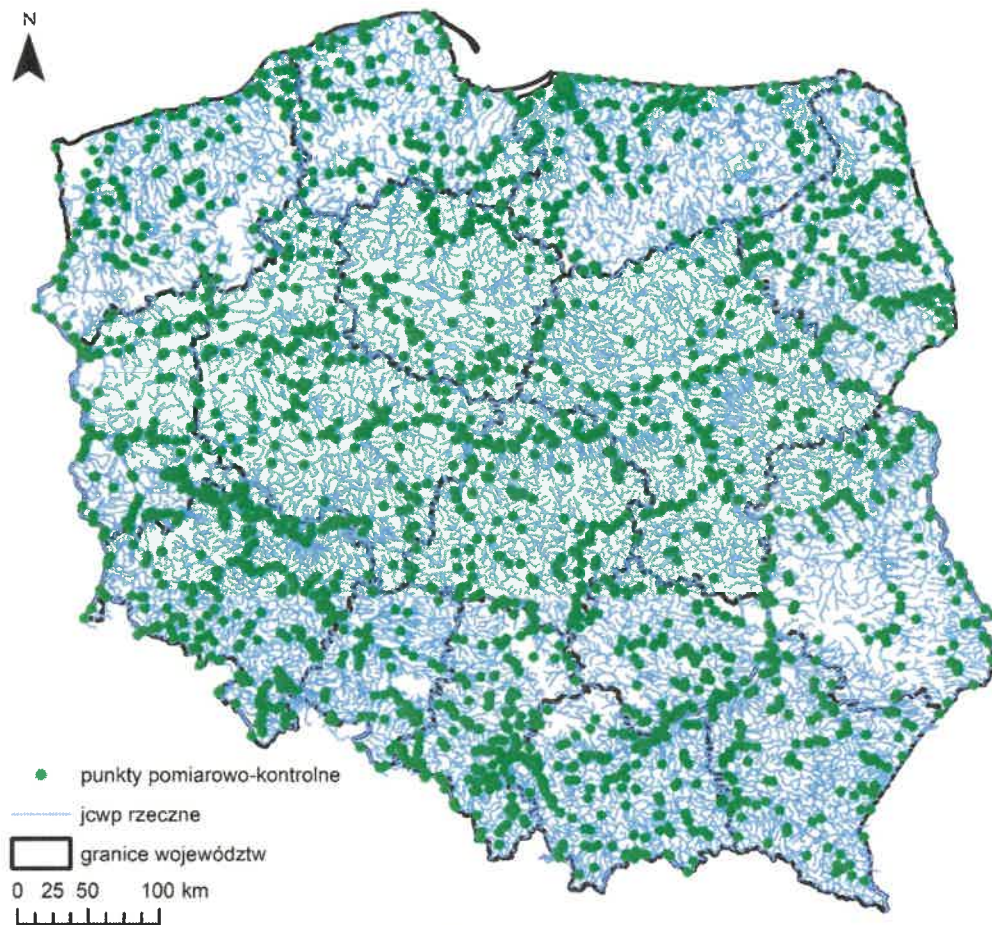 N
punkty pomiarowo-kontrolne
jcwp rzeczne
granice województw
0 25 50 100 km